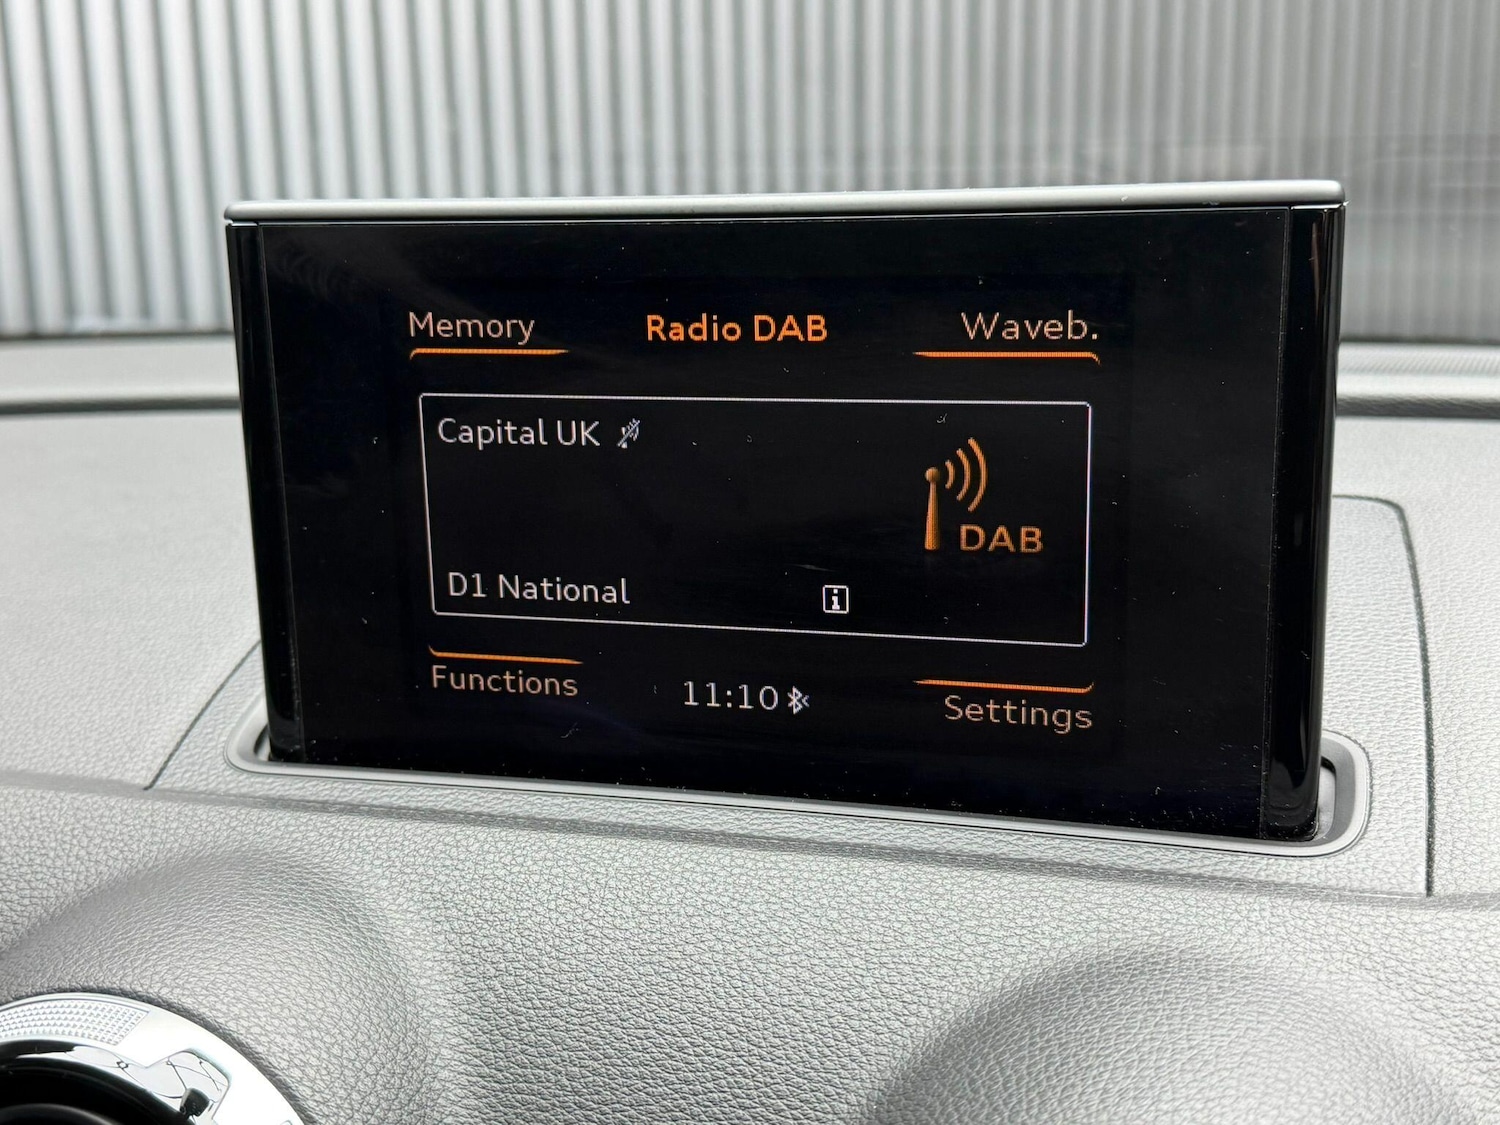 Memory
Radio DAB
Waveb.
Capital UK
DAB
D1 National
i
Functions
11:10
Settings